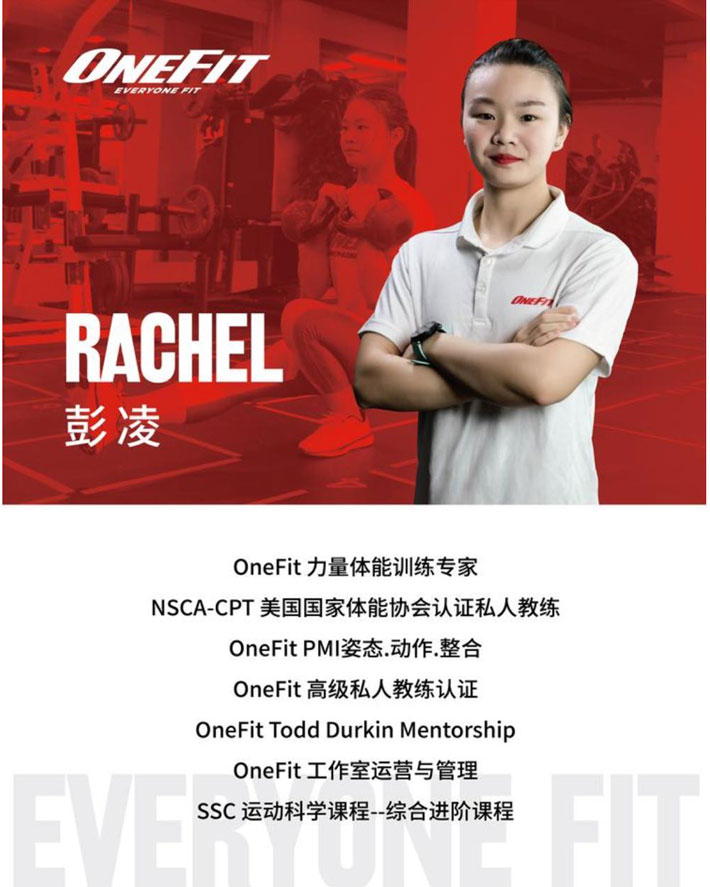 ONEFIT
EVERYONE FIT
ONEFIT
RACHEL
彭凌
OneFit 力量体能训练专家
NSCA-CPT 美国国家体能协会认证私人教练
OneFit PMI姿态.动作.整合
OneFit 高级私人教练认证
OneFit Todd Durkin Mentorship
OneFit 工作室运营与管理
SSC 运动科学课程--综合进阶课程
EVERYONE FIT